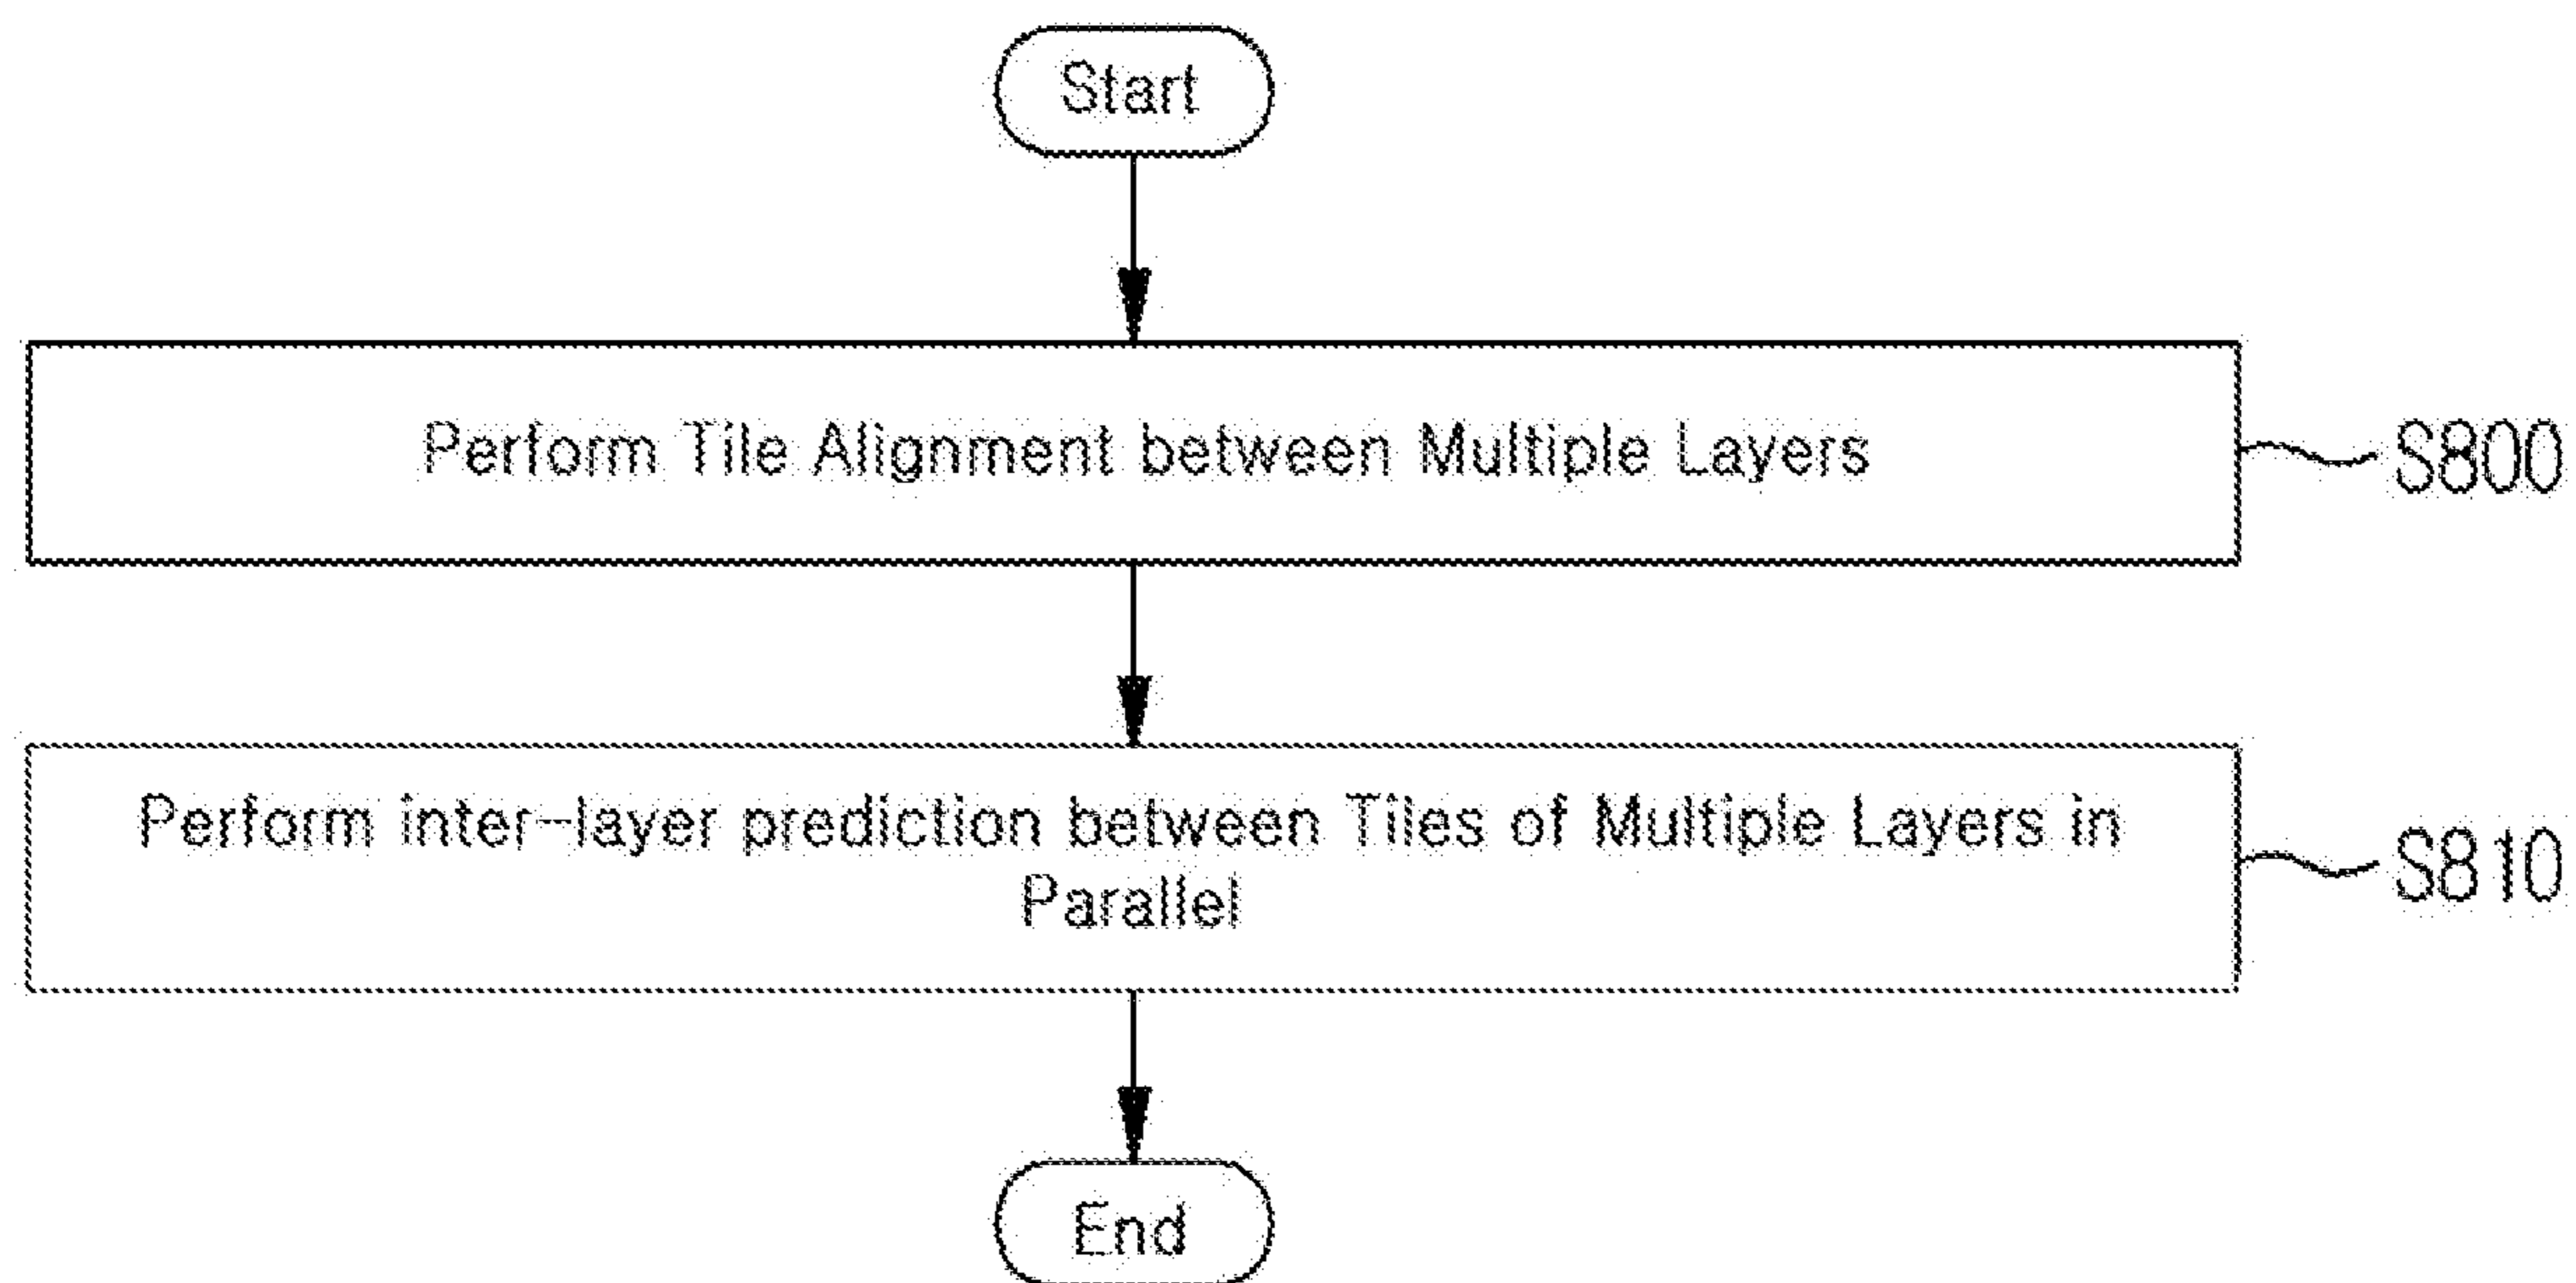 Start
Perform Tile Alignment between Multiple Layers
S800
Perform inter-layer prediction between Tiles of Multiple Layers in
Parallel
S810
End